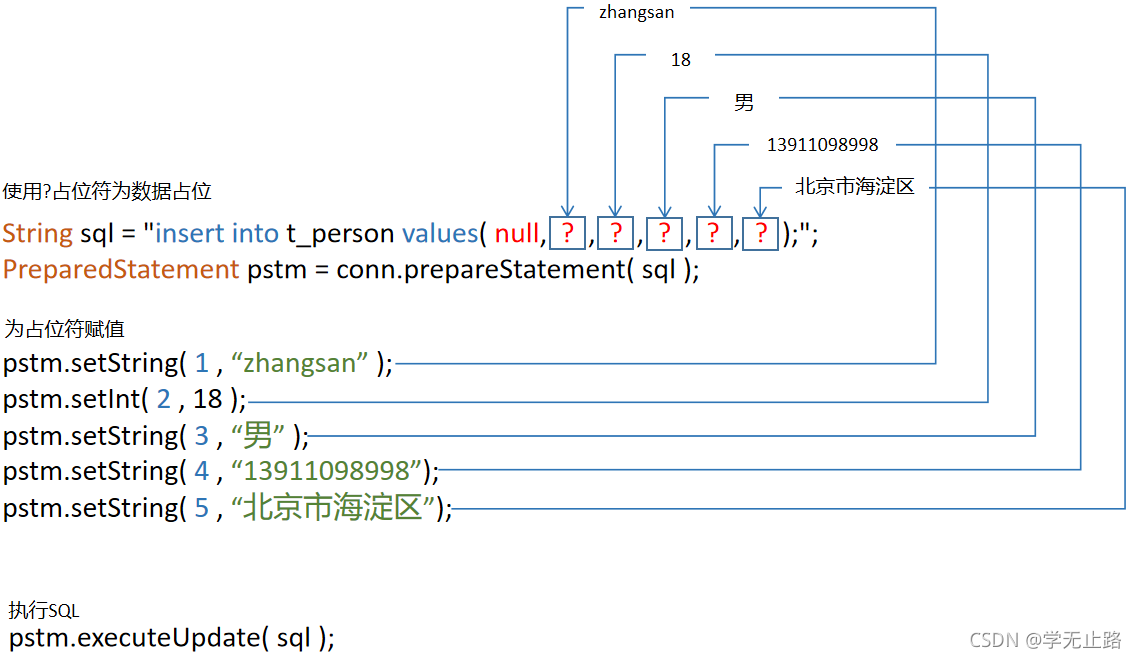 zhangsan
18
男
13911098998
北京市海淀区
使用?占位符为数据占位
String sql = "insert into t_person values( null,?,?,?,?,?);";
PreparedStatement pstm = conn.prepareStatement( sql );
为占位符赋值
pstm.setString( 1 , “zhangsan” );
pstm.setInt( 2 , 18 );
pstm.setString( 3 , “男” );
pstm.setString( 4 , “13911098998”);
pstm.setString( 5 , “北京市海淀区”);
执行SQL
pstm.executeUpdate( sql );
CSDN @学无止路